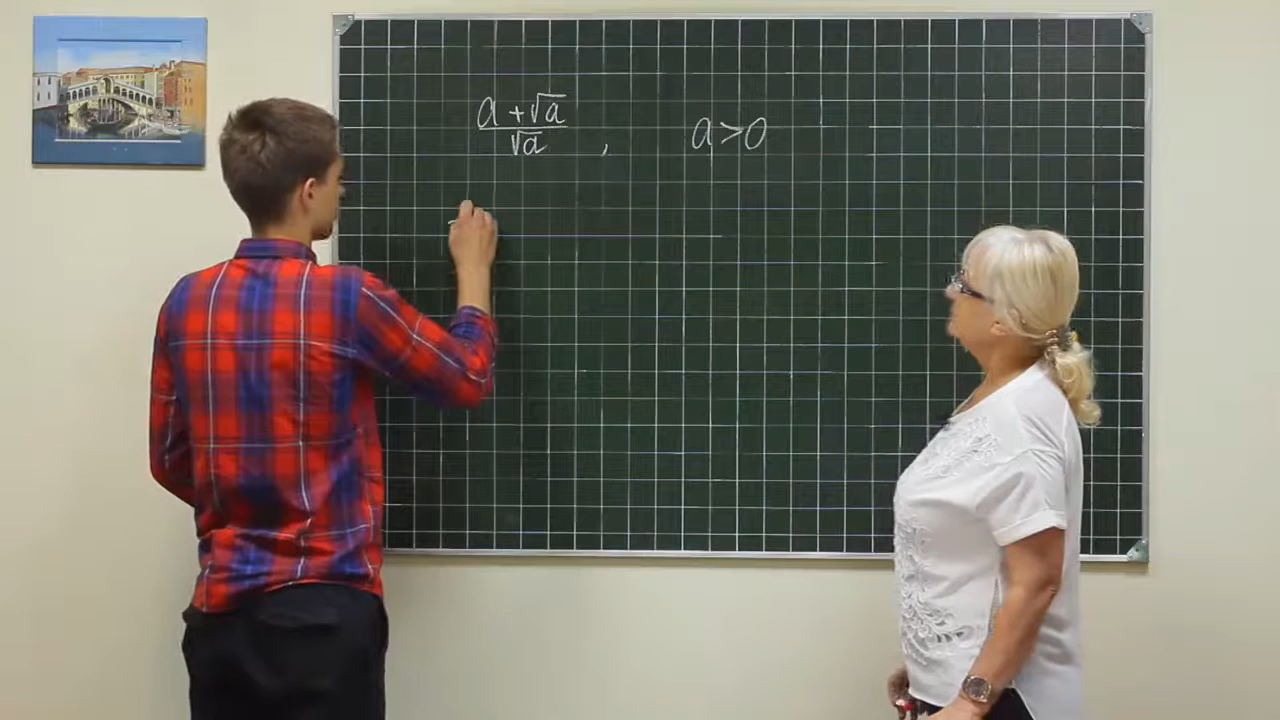 (a + √a) / √a , a > 0